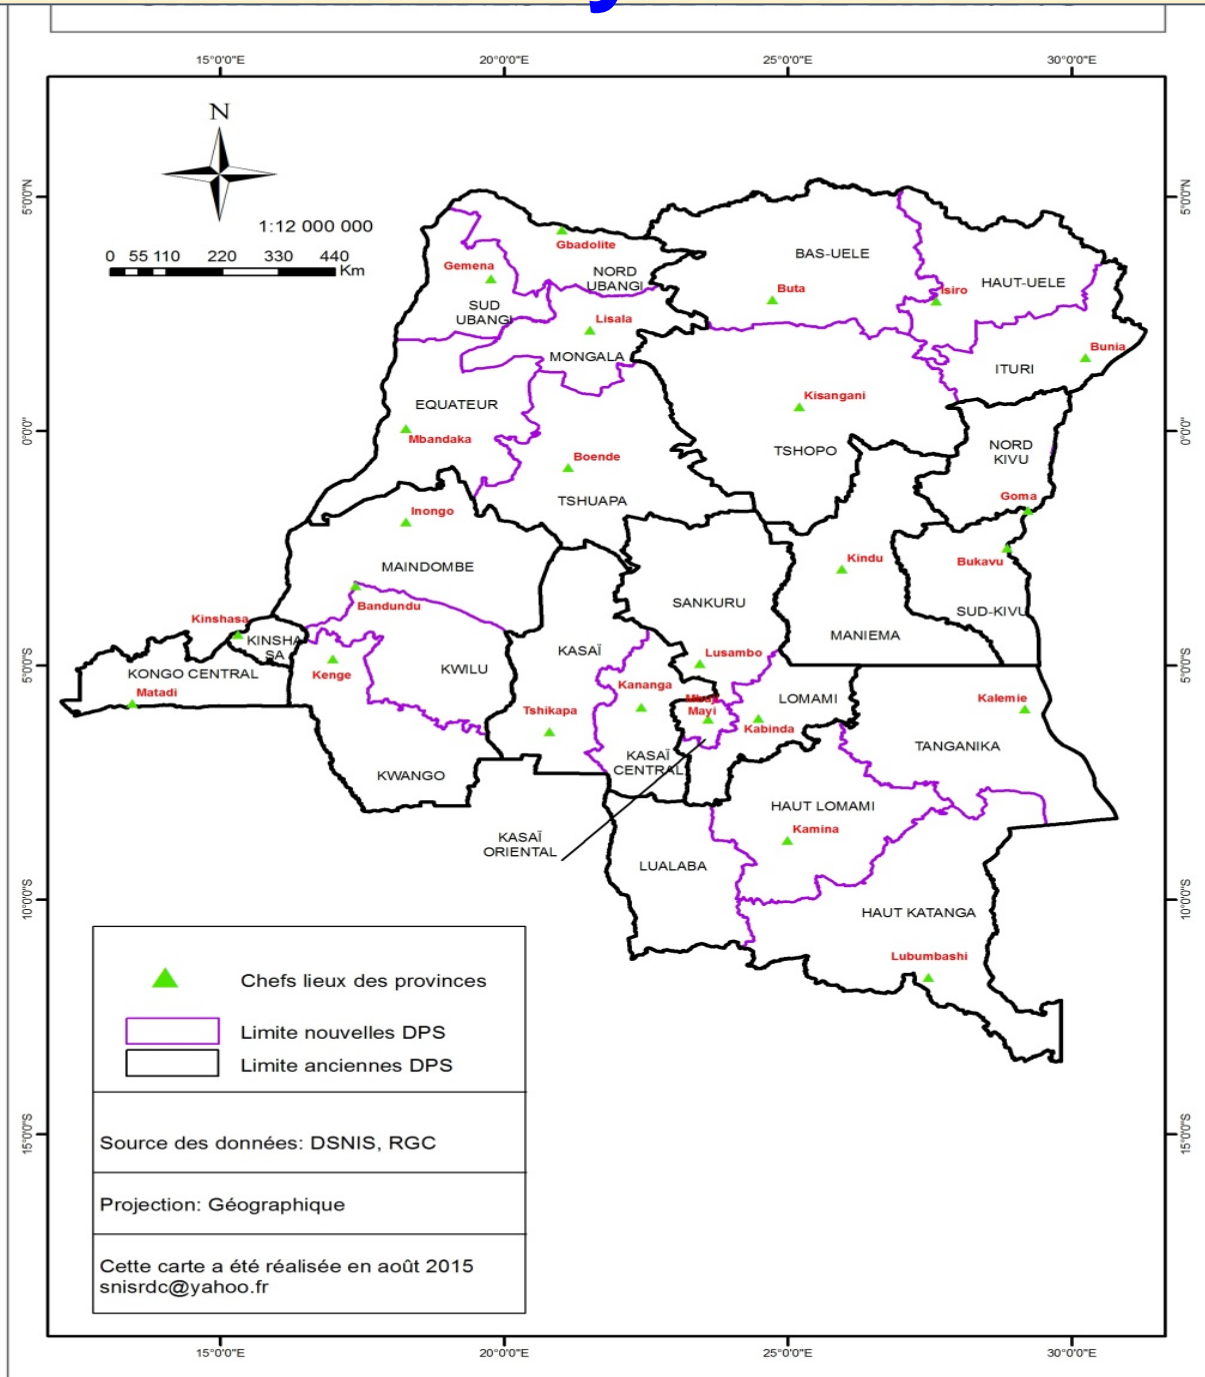 15°0'0"E 20°0'0"E 25°0'0"E 30°0'0"E
N
5°0'0"N
5°0'0"N
1:12 000 000
0 55 110 220 330 440
Km
Gbadolite
NORD
UBANGI
Gemena
SUD
UBANGI
BAS-UELE
Buta
HAUT-UELE
Isiro
Lisala
MONGALA
Bunia
ITURI
EQUATEUR
Mbandaka
Kisangani
TSHOPO
0°0'0"
0°0'0"
NORD
KIVU
Goma
Boende
TSHUAPA
Inongo
MAINDOMBE
Bandundu
Kindu
MANIEMA
Bukavu
SUD-KIVU
SANKURU
Lusambo
Kinshasa
KINSHA
SA
KONGO CENTRAL
Matadi
Kenge
KWILU
KASAÏ
Tshikapa
Kananga
KASAÏ
CENTRAL
Mayi
LOMAMI
Kabinda
Kalemie
TANGANIKA
5°0'0"S
5°0'0"S
KWANGO
KASAÏ
ORIENTAL
HAUT LOMAMI
Kamina
LUALABA
HAUT KATANGA
Lubumbashi
10°0'0"S
10°0'0"S
Chefs lieux des provinces
Limite nouvelles DPS
Limite anciennes DPS
Source des données: DSNIS, RGC
Projection: Géographique
Cette carte a été réalisée en août 2015
snisrdc@yahoo.fr
15°0'0"S
15°0'0"S
15°0'0"E 20°0'0"E 25°0'0"E 30°0'0"E